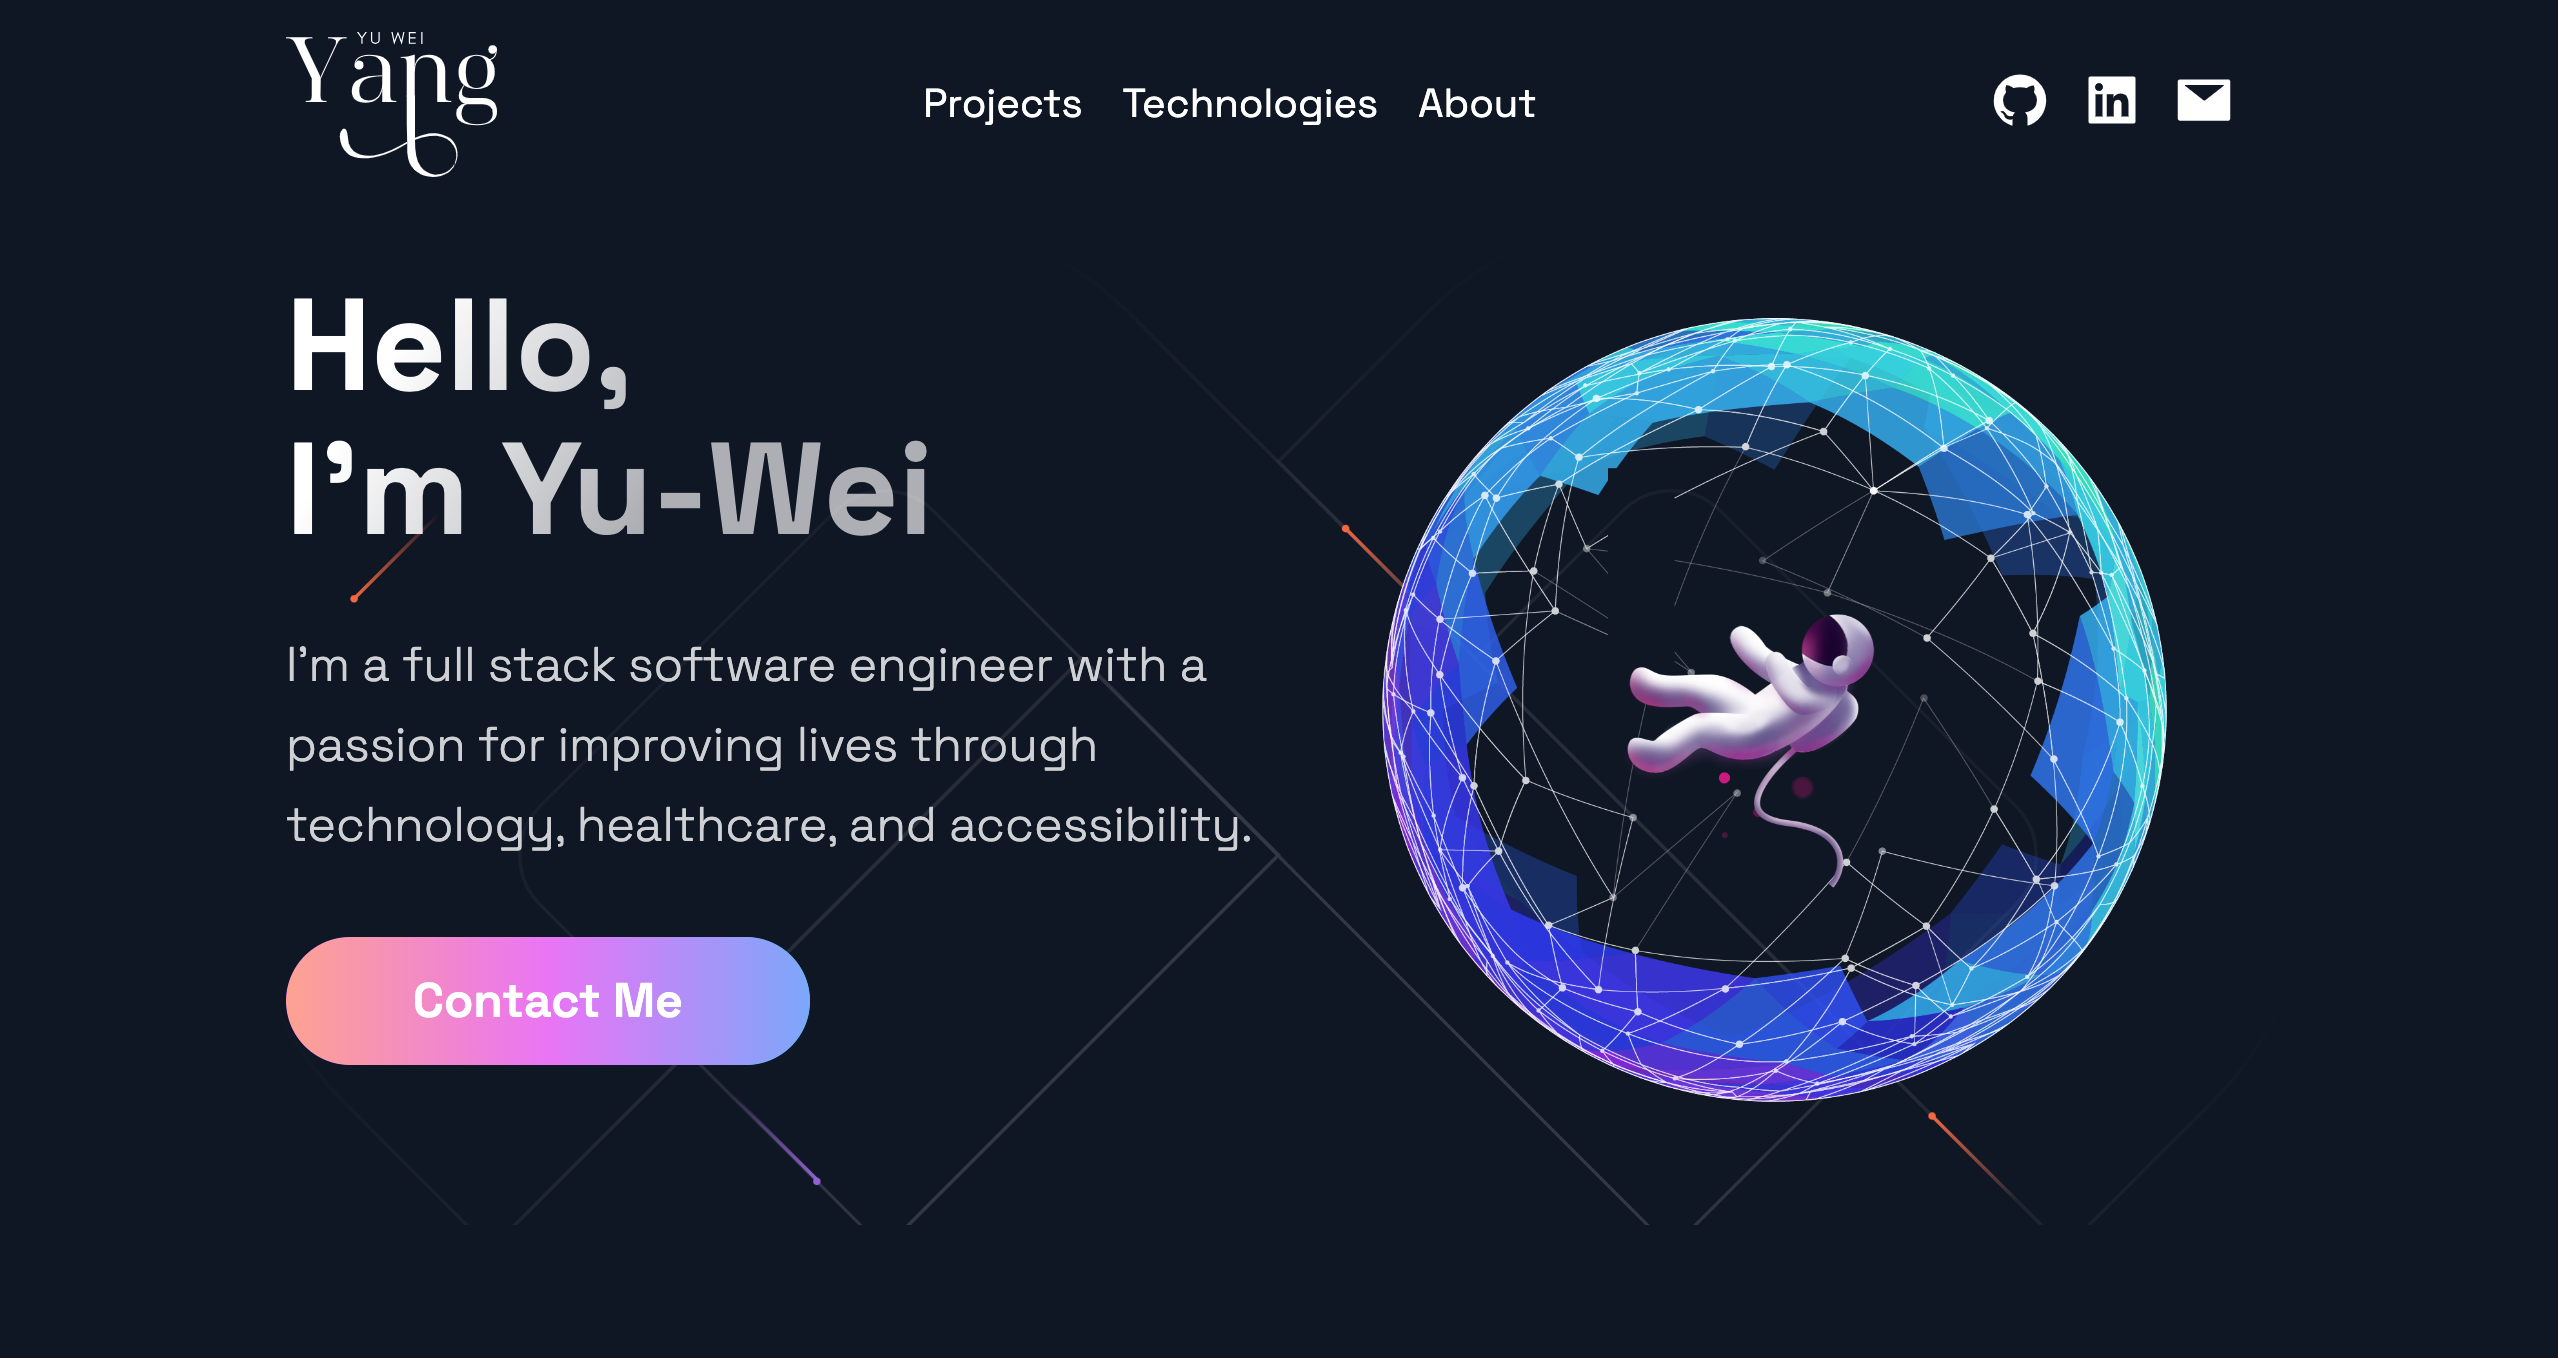 YU WEI
Yang
Projects Technologies About
in
Hello,
I'm Yu-Wei
I'm a full stack software engineer with a
passion for improving lives through
technology, healthcare, and accessibility.
Contact Me